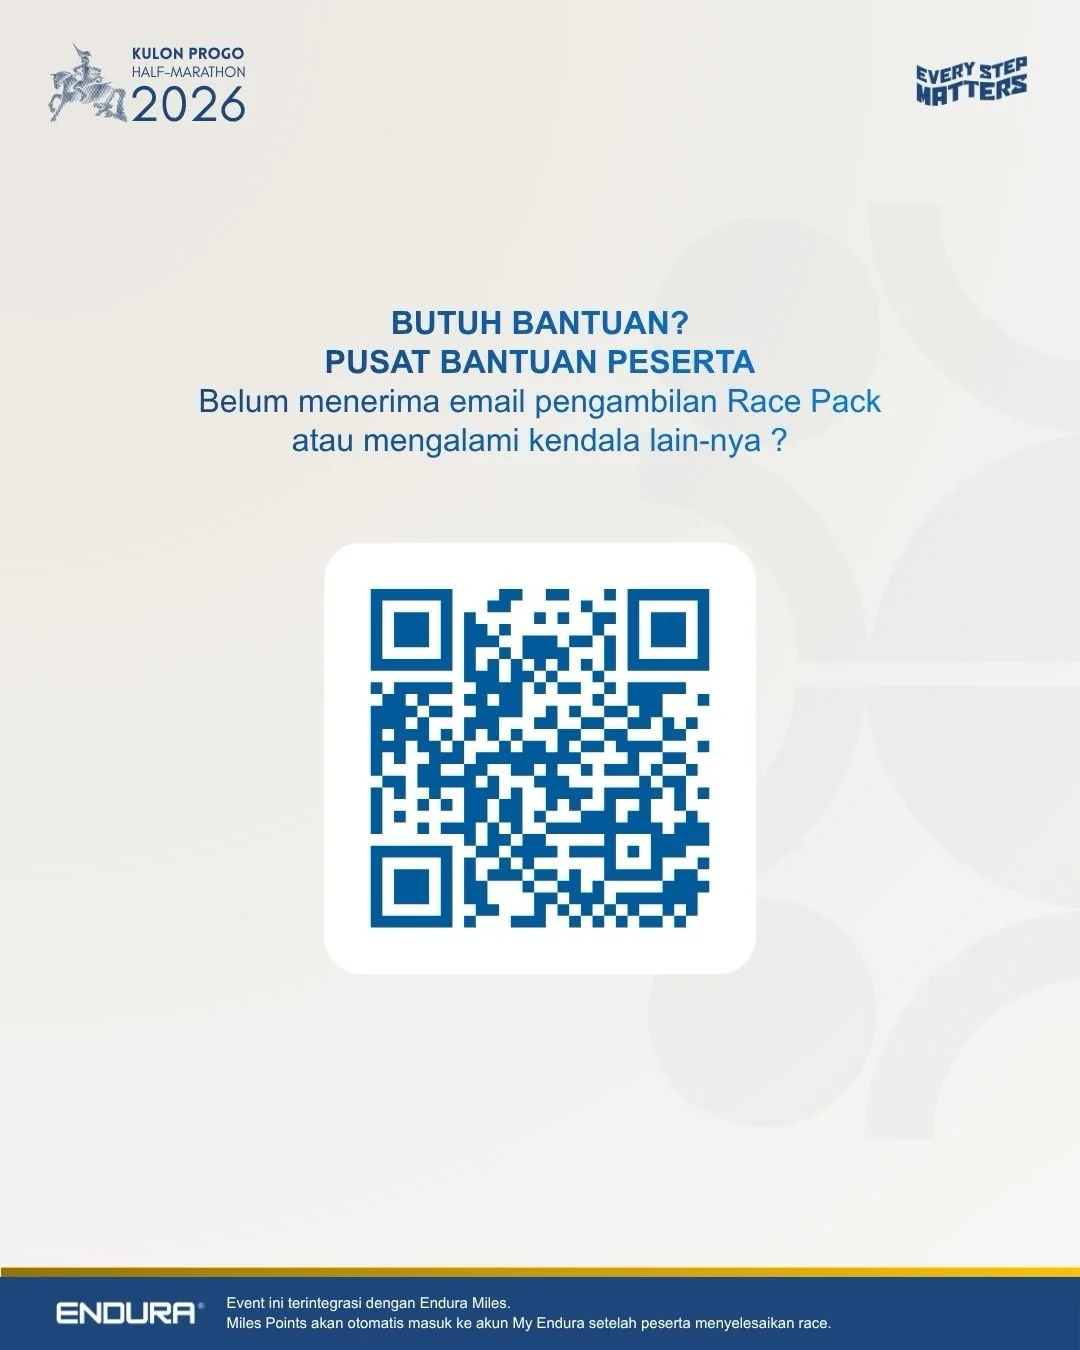 KULON PROGO
HALF-MARATHON
2026
EVERY STEP
MATTERS
BUTUH BANTUAN?
PUSAT BANTUAN PESERTA
Belum menerima email pengambilan Race Pack
atau mengalami kendala lain-nya ?
ENDURA®
Event ini terintegrasi dengan Endura Miles.
Miles Points akan otomatis masuk ke akun My Endura setelah peserta menyelesaikan race.